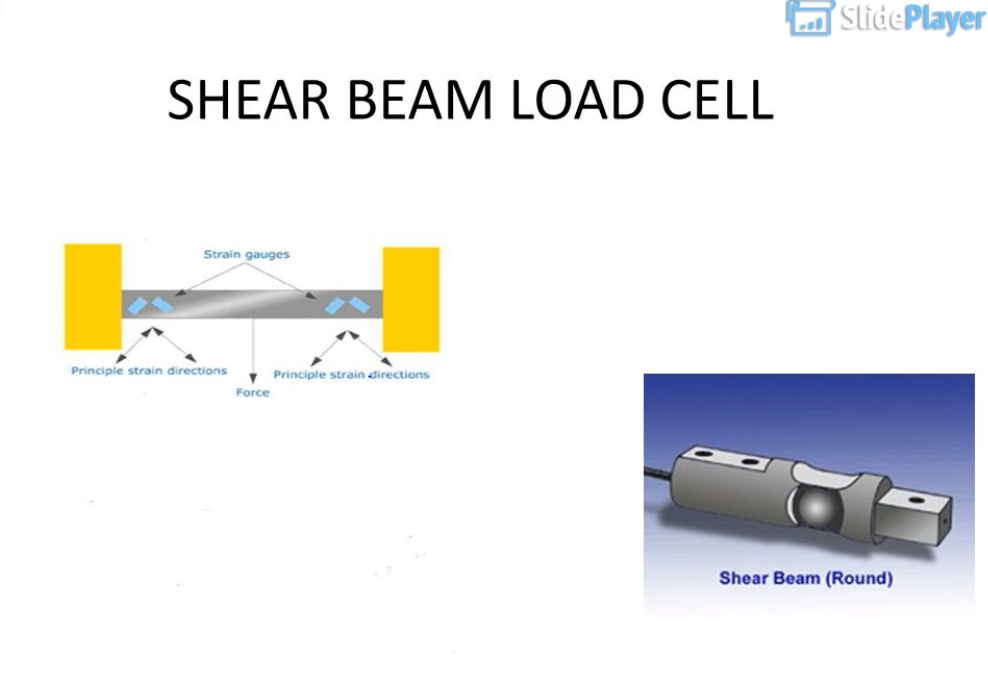 SlidePlayer
SHEAR BEAM LOAD CELL
Strain gauges
Principle strain directions
Principle strain directions
Force
Shear Beam (Round)